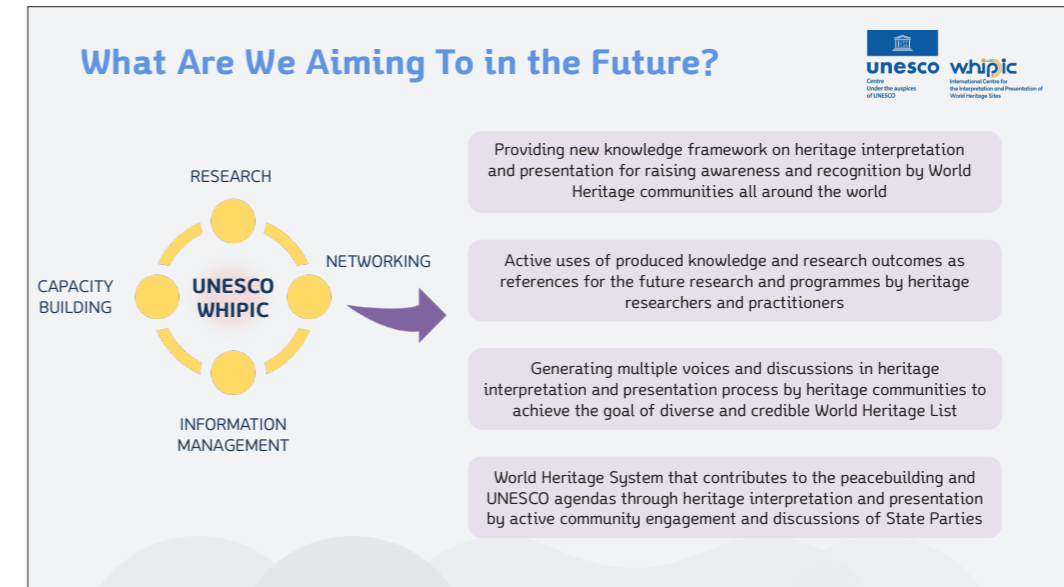 What Are We Aiming To in the Future?
unesco
Centre
Under the auspices
of UNESCO
whipic
International Centre for
the Interpretation and Presentation of
World Heritage Sites
RESEARCH
NETWORKING
CAPACITY
BUILDING
UNESCO
WHIPIC
INFORMATION
MANAGEMENT
Providing new knowledge framework on heritage interpretation
and presentation for raising awareness and recognition by World
Heritage communities all around the world
Active uses of produced knowledge and research outcomes as
references for the future research and programmes by heritage
researchers and practitioners
Generating multiple voices and discussions in heritage
interpretation and presentation process by heritage communities to
achieve the goal of diverse and credible World Heritage List
World Heritage System that contributes to the peacebuilding and
UNESCO agendas through heritage interpretation and presentation
by active community engagement and discussions of State Parties